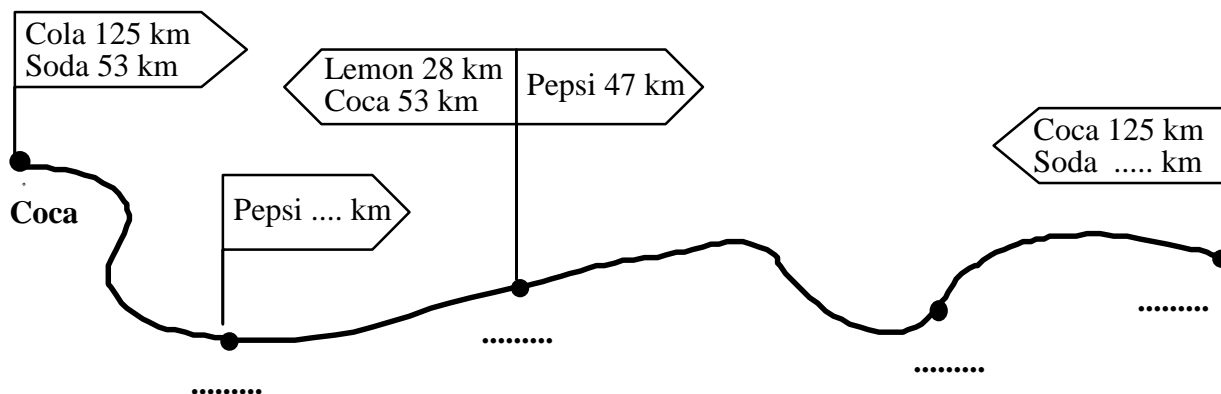 Cola 125 km
Soda 53 km
Lemon 28 km
Coca 53 km
Pepsi 47 km
Coca 125 km
Soda ..... km
Coca
Pepsi .... km
..........
..........
..........
..........